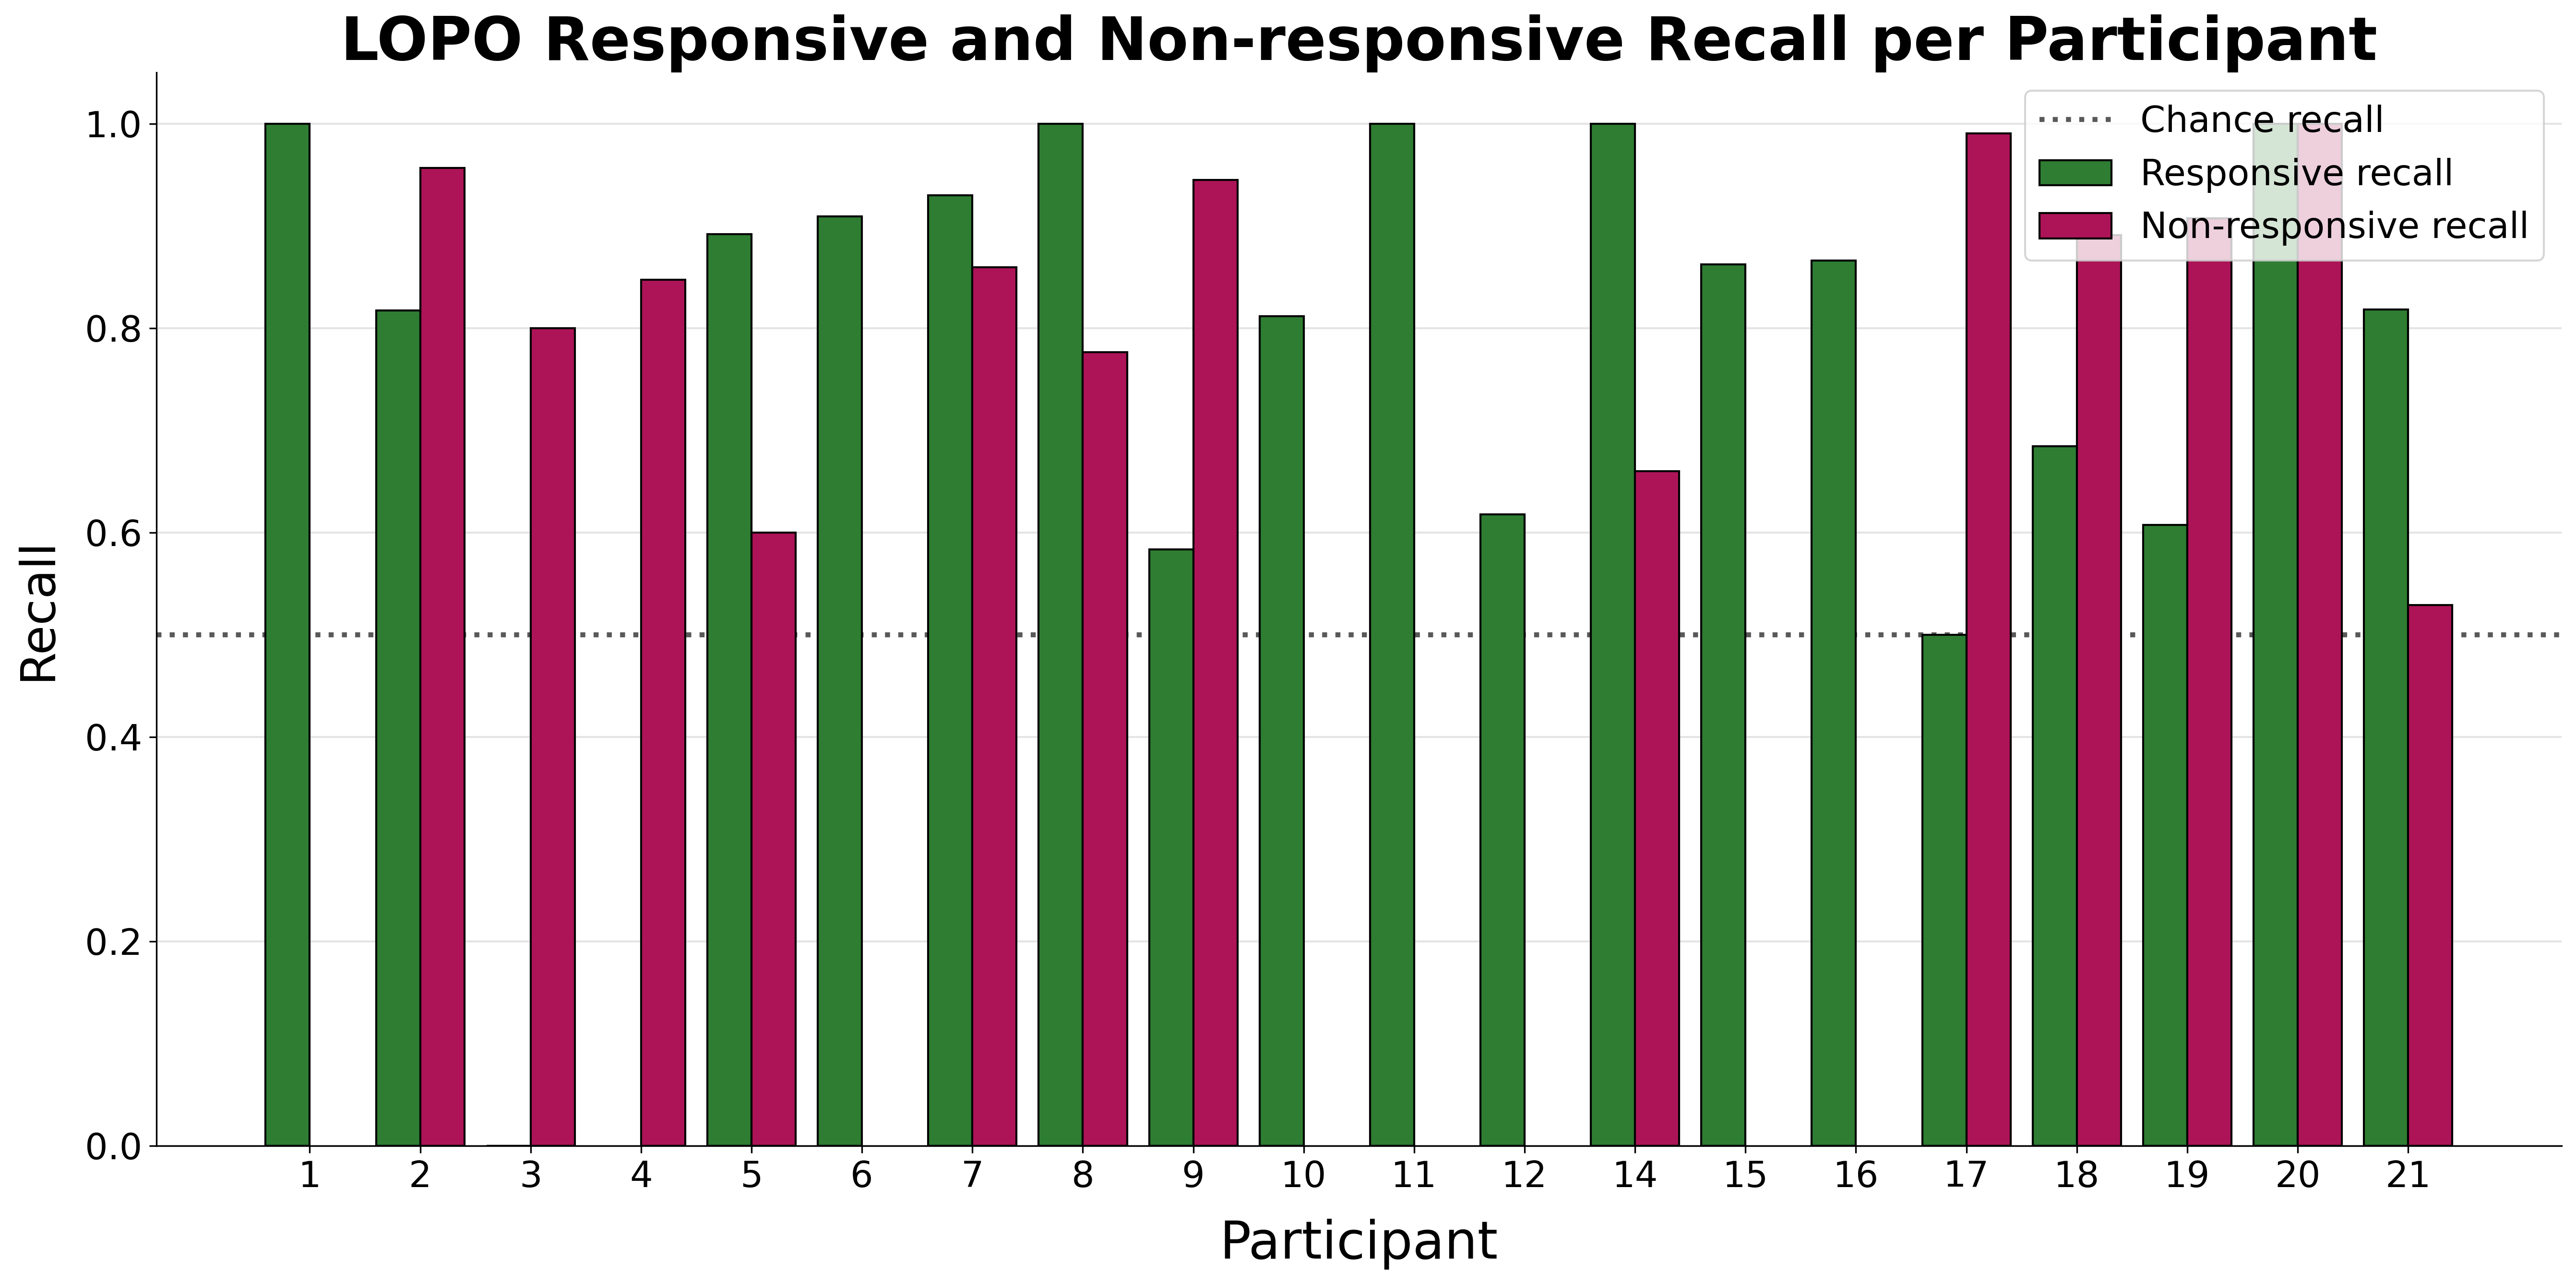 LOPO Responsive and Non-responsive Recall per Participant
Chance recall
Responsive recall
Non-responsive recall
Recall
1.0
0.8
0.6
0.4
0.2
0.0
1 2 3 4 5 6 7 8 9 10 11 12 14 15 16 17 18 19 20 21
Participant